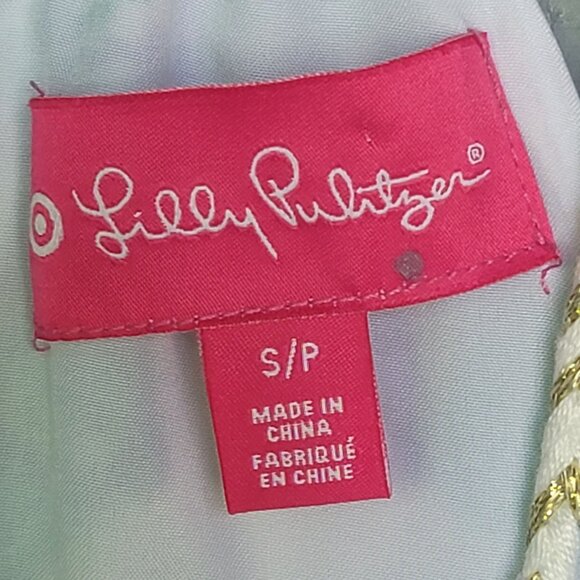 Lilly Pulitzer®
S/P
MADE IN
CHINA
FABRIQUÉ
EN CHINE